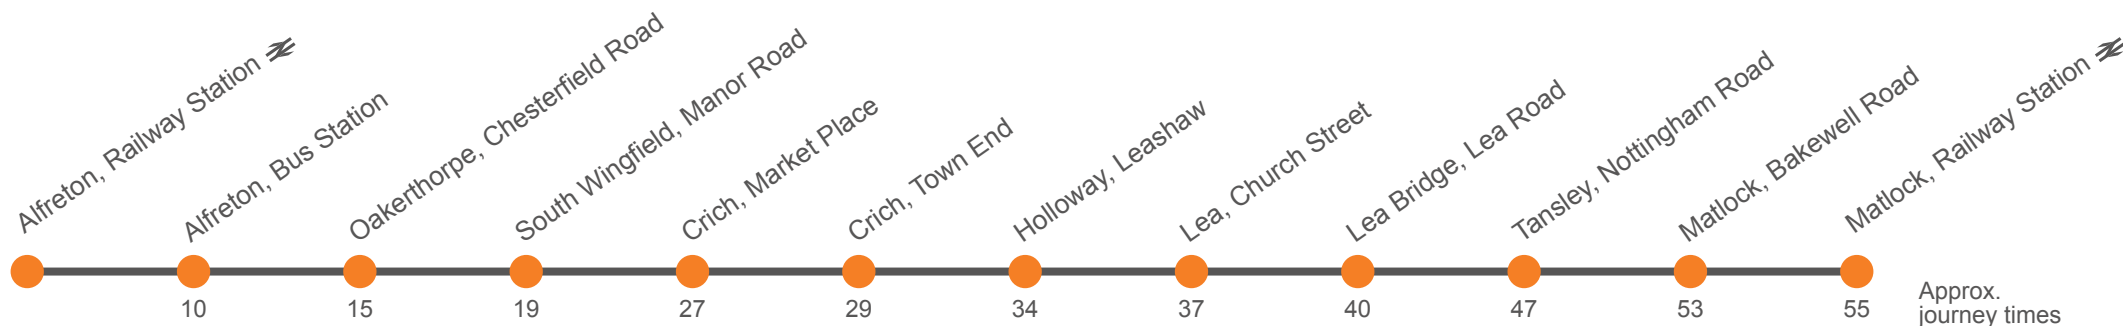 Alfreton, Railway Station
Alfreton, Bus Station
Oakerthorpe, Chesterfield Road
South Wingfield, Manor Road
Crich, Market Place
Crich, Town End
Holloway, Leashaw
Lea, Church Street
Lea Bridge, Lea Road
Tansley, Nottingham Road
Matlock, Bakewell Road
Matlock, Railway Station
10
15
19
27
29
34
37
40
47
53
55
Approx.
journey times